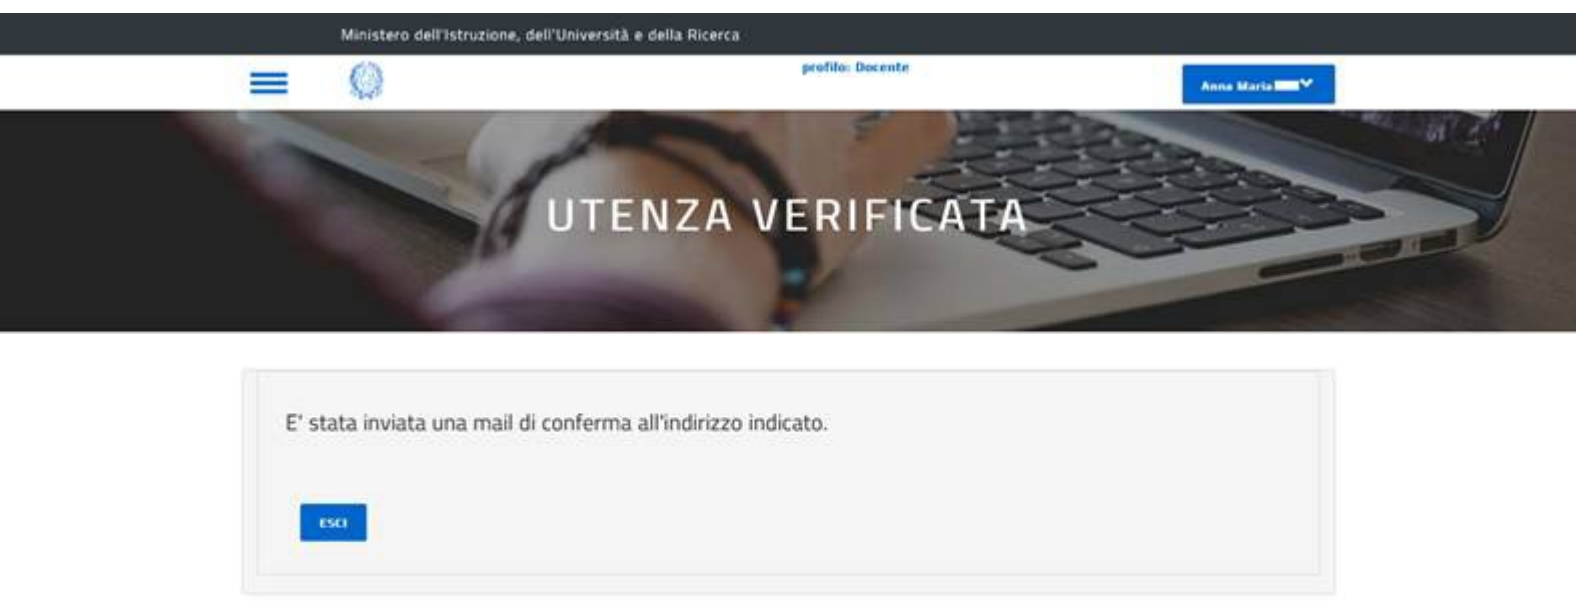 Ministero dell'Istruzione, dell'Università e della Ricerca
profilo: Docente
Anna Maria
UTENZA VERIFICATA
E' stata inviata una mail di conferma all'indirizzo indicato.
ESCI